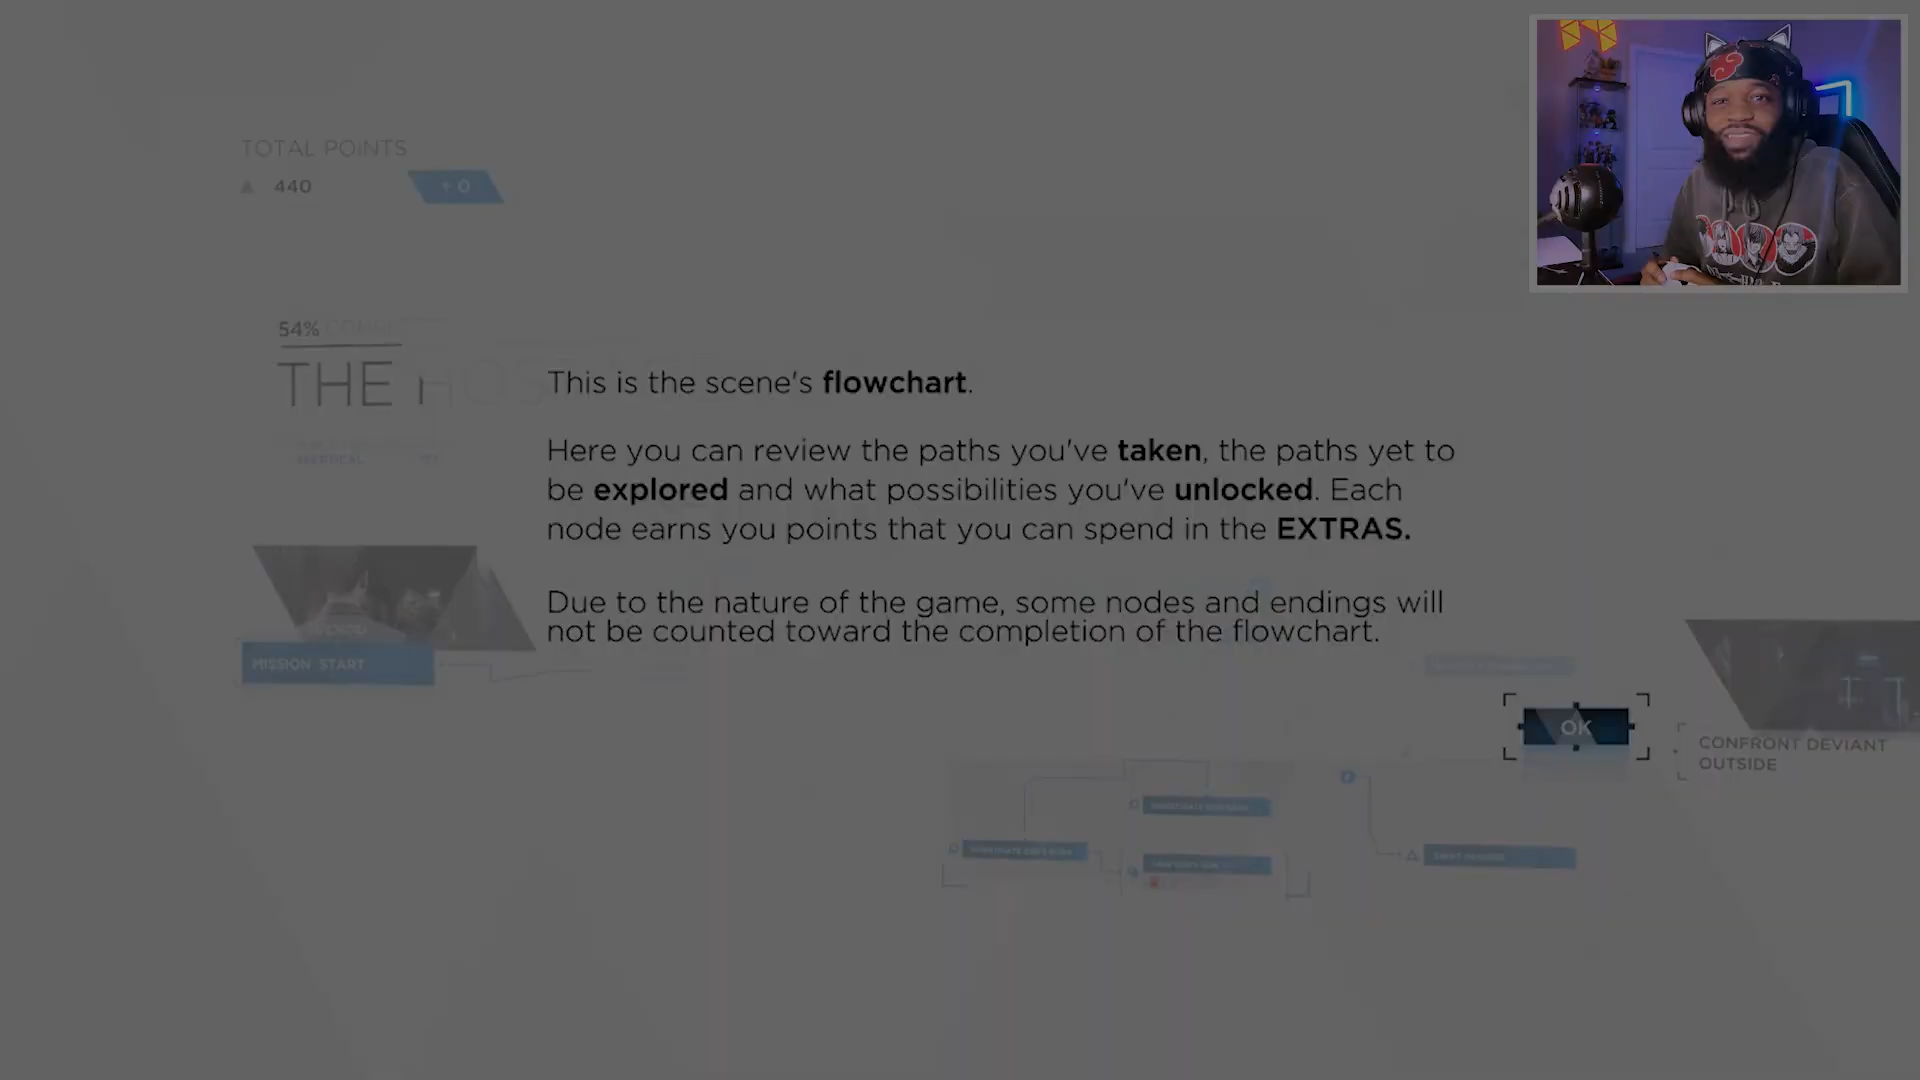 TOTAL POINTS
440
+ 0
54%
THE HOS
This is the scene's flowchart.
Here you can review the paths you've taken, the paths yet to
be explored and what possibilities you've unlocked. Each
node earns you points that you can spend in the EXTRAS.
Due to the nature of the game, some nodes and endings will
not be counted toward the completion of the flowchart.
MISSION START
OK
CONFRONT DEVIANT
OUTSIDE